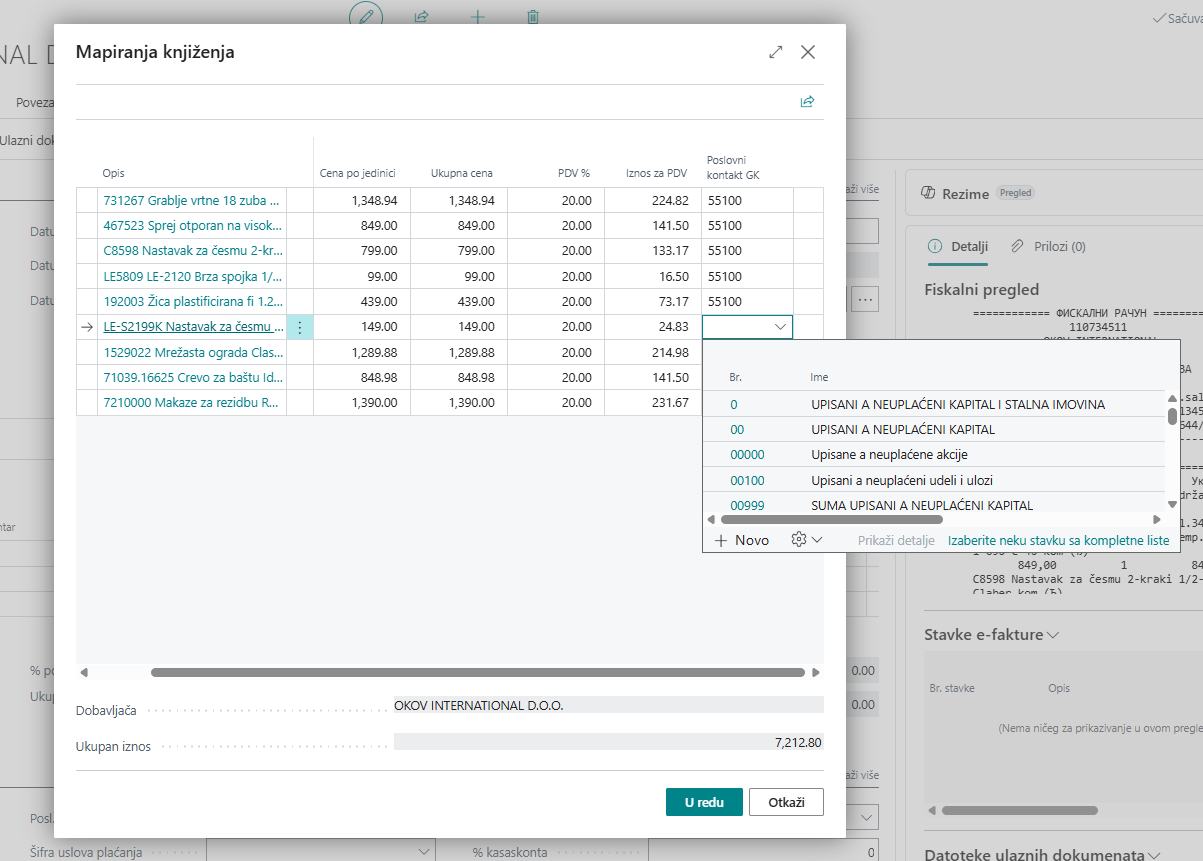 Sačuva
NAL D
Poveza
Ulazni dok
Mapiranja knjiženja
Opis
Cena po jedinici
Ukupna cena
PDV %
Iznos za PDV
Poslovni
kontakt GK
731267 Grablje vrtne 18 zuba ... 1,348.94 1,348.94 20.00 224.82 55100
467523 Sprej otporan na visok... 849.00 849.00 20.00 141.50 55100
C8598 Nastavak za česmu 2-kr... 799.00 799.00 20.00 133.17 55100
LE5809 LE-2120 Brza spojka 1/... 99.00 99.00 20.00 16.50 55100
192003 Žica plastificirana fi 1.2... 439.00 439.00 20.00 73.17 55100
LE-S2199K Nastavak za česmu ... 149.00 149.00 20.00 24.83
1529022 Mrežasta ograda Clas... 1,289.88 1,289.88 20.00 214.98
71039.16625 Crevo za baštu Id... 848.98 848.98 20.00 141.50
7210000 Makaze za rezidbu R... 1,390.00 1,390.00 20.00 231.67
Br. Ime
0 UPISANI A NEUPLAĆENI KAPITAL I STALNA IMOVINA
00 UPISANI A NEUPLAĆENI KAPITAL
00000 Upisane a neuplaćene akcije
00100 Upisani a neuplaćeni udeli i ulozi
00999 SUMA UPISANI A NEUPLAĆENI KAPITAL
+ Novo
Prikaži detalje
Izaberite neku stavku sa kompletne liste
Dobavljača OKOV INTERNATIONAL D.O.O.
Ukupan iznos 7,212.80
U redu
Otkaži
Datu
Datu
Datu
ntar
% po
Ukup
Posl.
Šifra uslova plaćanja
% kasaskonta
0
aži više
0.00
0.00
aži više
Rezime
Pregled
Detalji
Prilozi (0)
Fiskalni pregled
============ ФИСКАЛНИ РАЧУН ========
110734511
849,00 1 84
C8598 Nastavak za česmu 2-kraki 1/2-
Claber kom (Ђ)
Stavke e-fakture
Br. stavke
Opis
(Nema ničeg za prikazivanje u ovom pregle
Datoteke ulaznih dokumenata